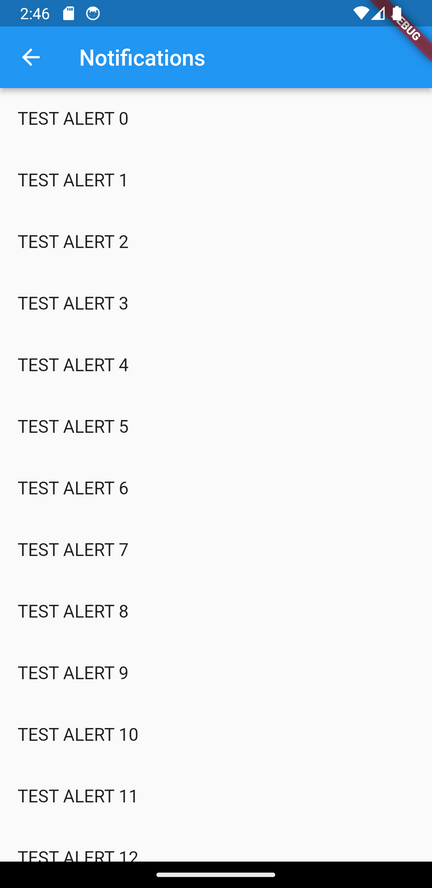 2:46
DEBUG
Notifications
TEST ALERT 0
TEST ALERT 1
TEST ALERT 2
TEST ALERT 3
TEST ALERT 4
TEST ALERT 5
TEST ALERT 6
TEST ALERT 7
TEST ALERT 8
TEST ALERT 9
TEST ALERT 10
TEST ALERT 11
TEST ALERT 12